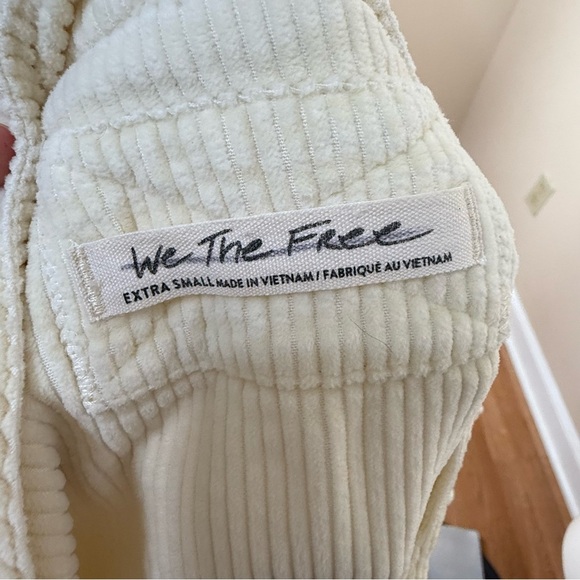 We The Free
EXTRA SMALL MADE IN VIETNAM / FABRIQUÉ AU VIETNAM